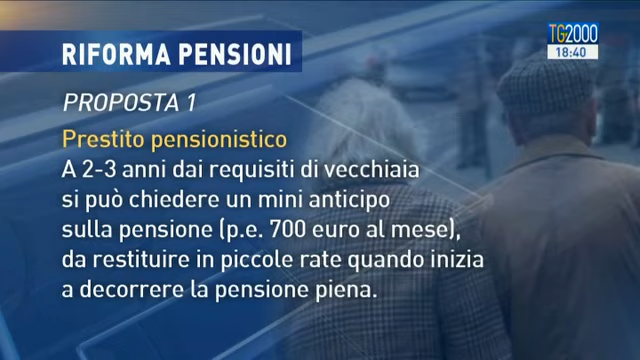 TG2000
18:40
RIFORMA PENSIONI
PROPOSTA 1
Prestito pensionistico
A 2-3 anni dai requisiti di vecchiaia
si può chiedere un mini anticipo
sulla pensione (p.e. 700 euro al mese),
da restituire in piccole rate quando inizia
a decorrere la pensione piena.